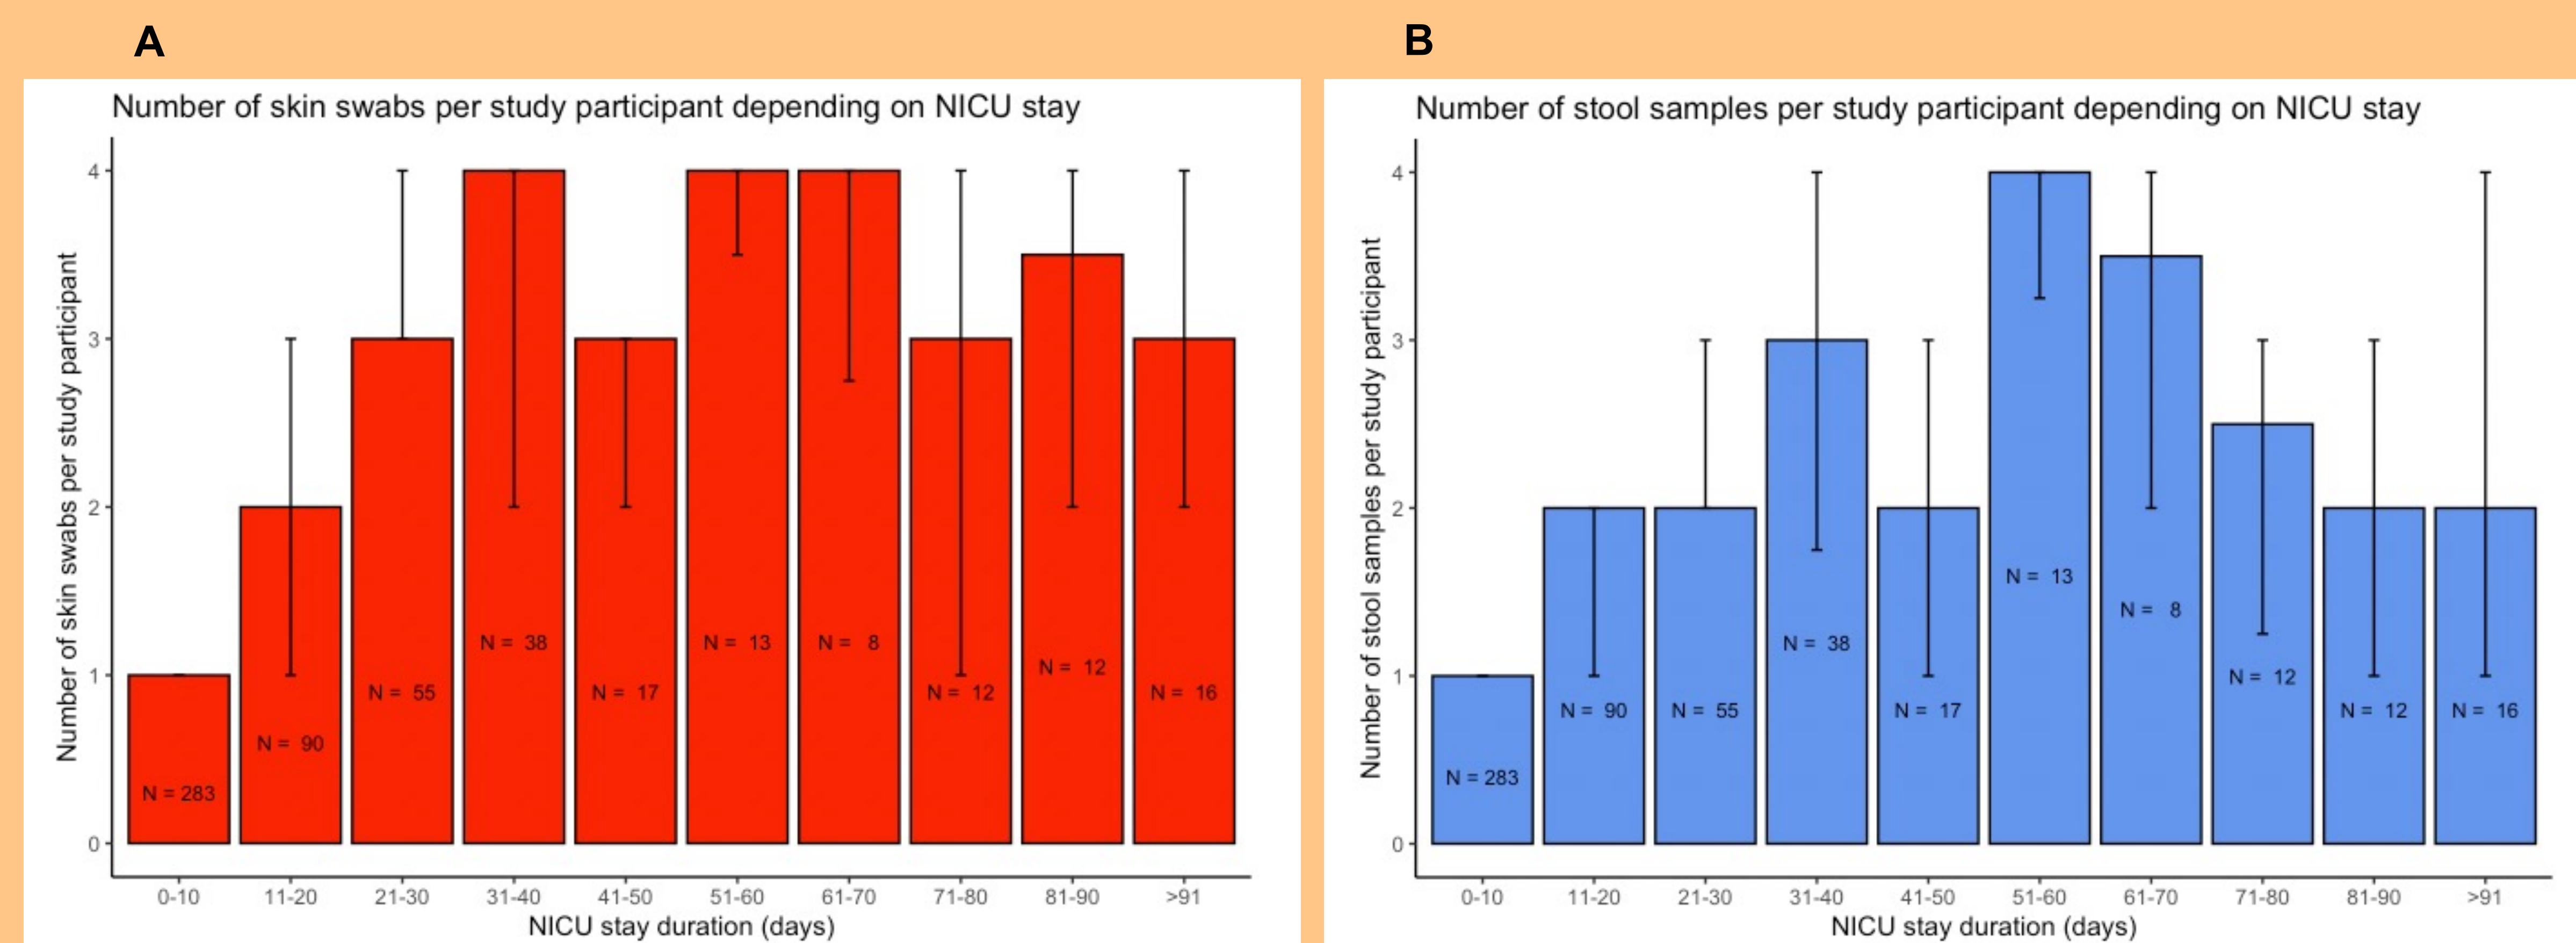 A
Number of skin swabs per study participant depending on NICU stay
Number of skin swabs per study participant
4
3
2
1
0
N = 283
N = 90
N = 55
N = 38
N = 17
N = 13
N = 8
N = 12
N = 12
N = 16
0-10
11-20
21-30
31-40
41-50
51-60
61-70
71-80
81-90
>91
NICU stay duration (days)
B
Number of stool samples per study participant depending on NICU stay
Number of stool samples per study participant
4
3
2
1
0
N = 283
N = 90
N = 55
N = 38
N = 17
N = 13
N = 8
N = 12
N = 12
N = 16
0-10
11-20
21-30
31-40
41-50
51-60
61-70
71-80
81-90
>91
NICU stay duration (days)